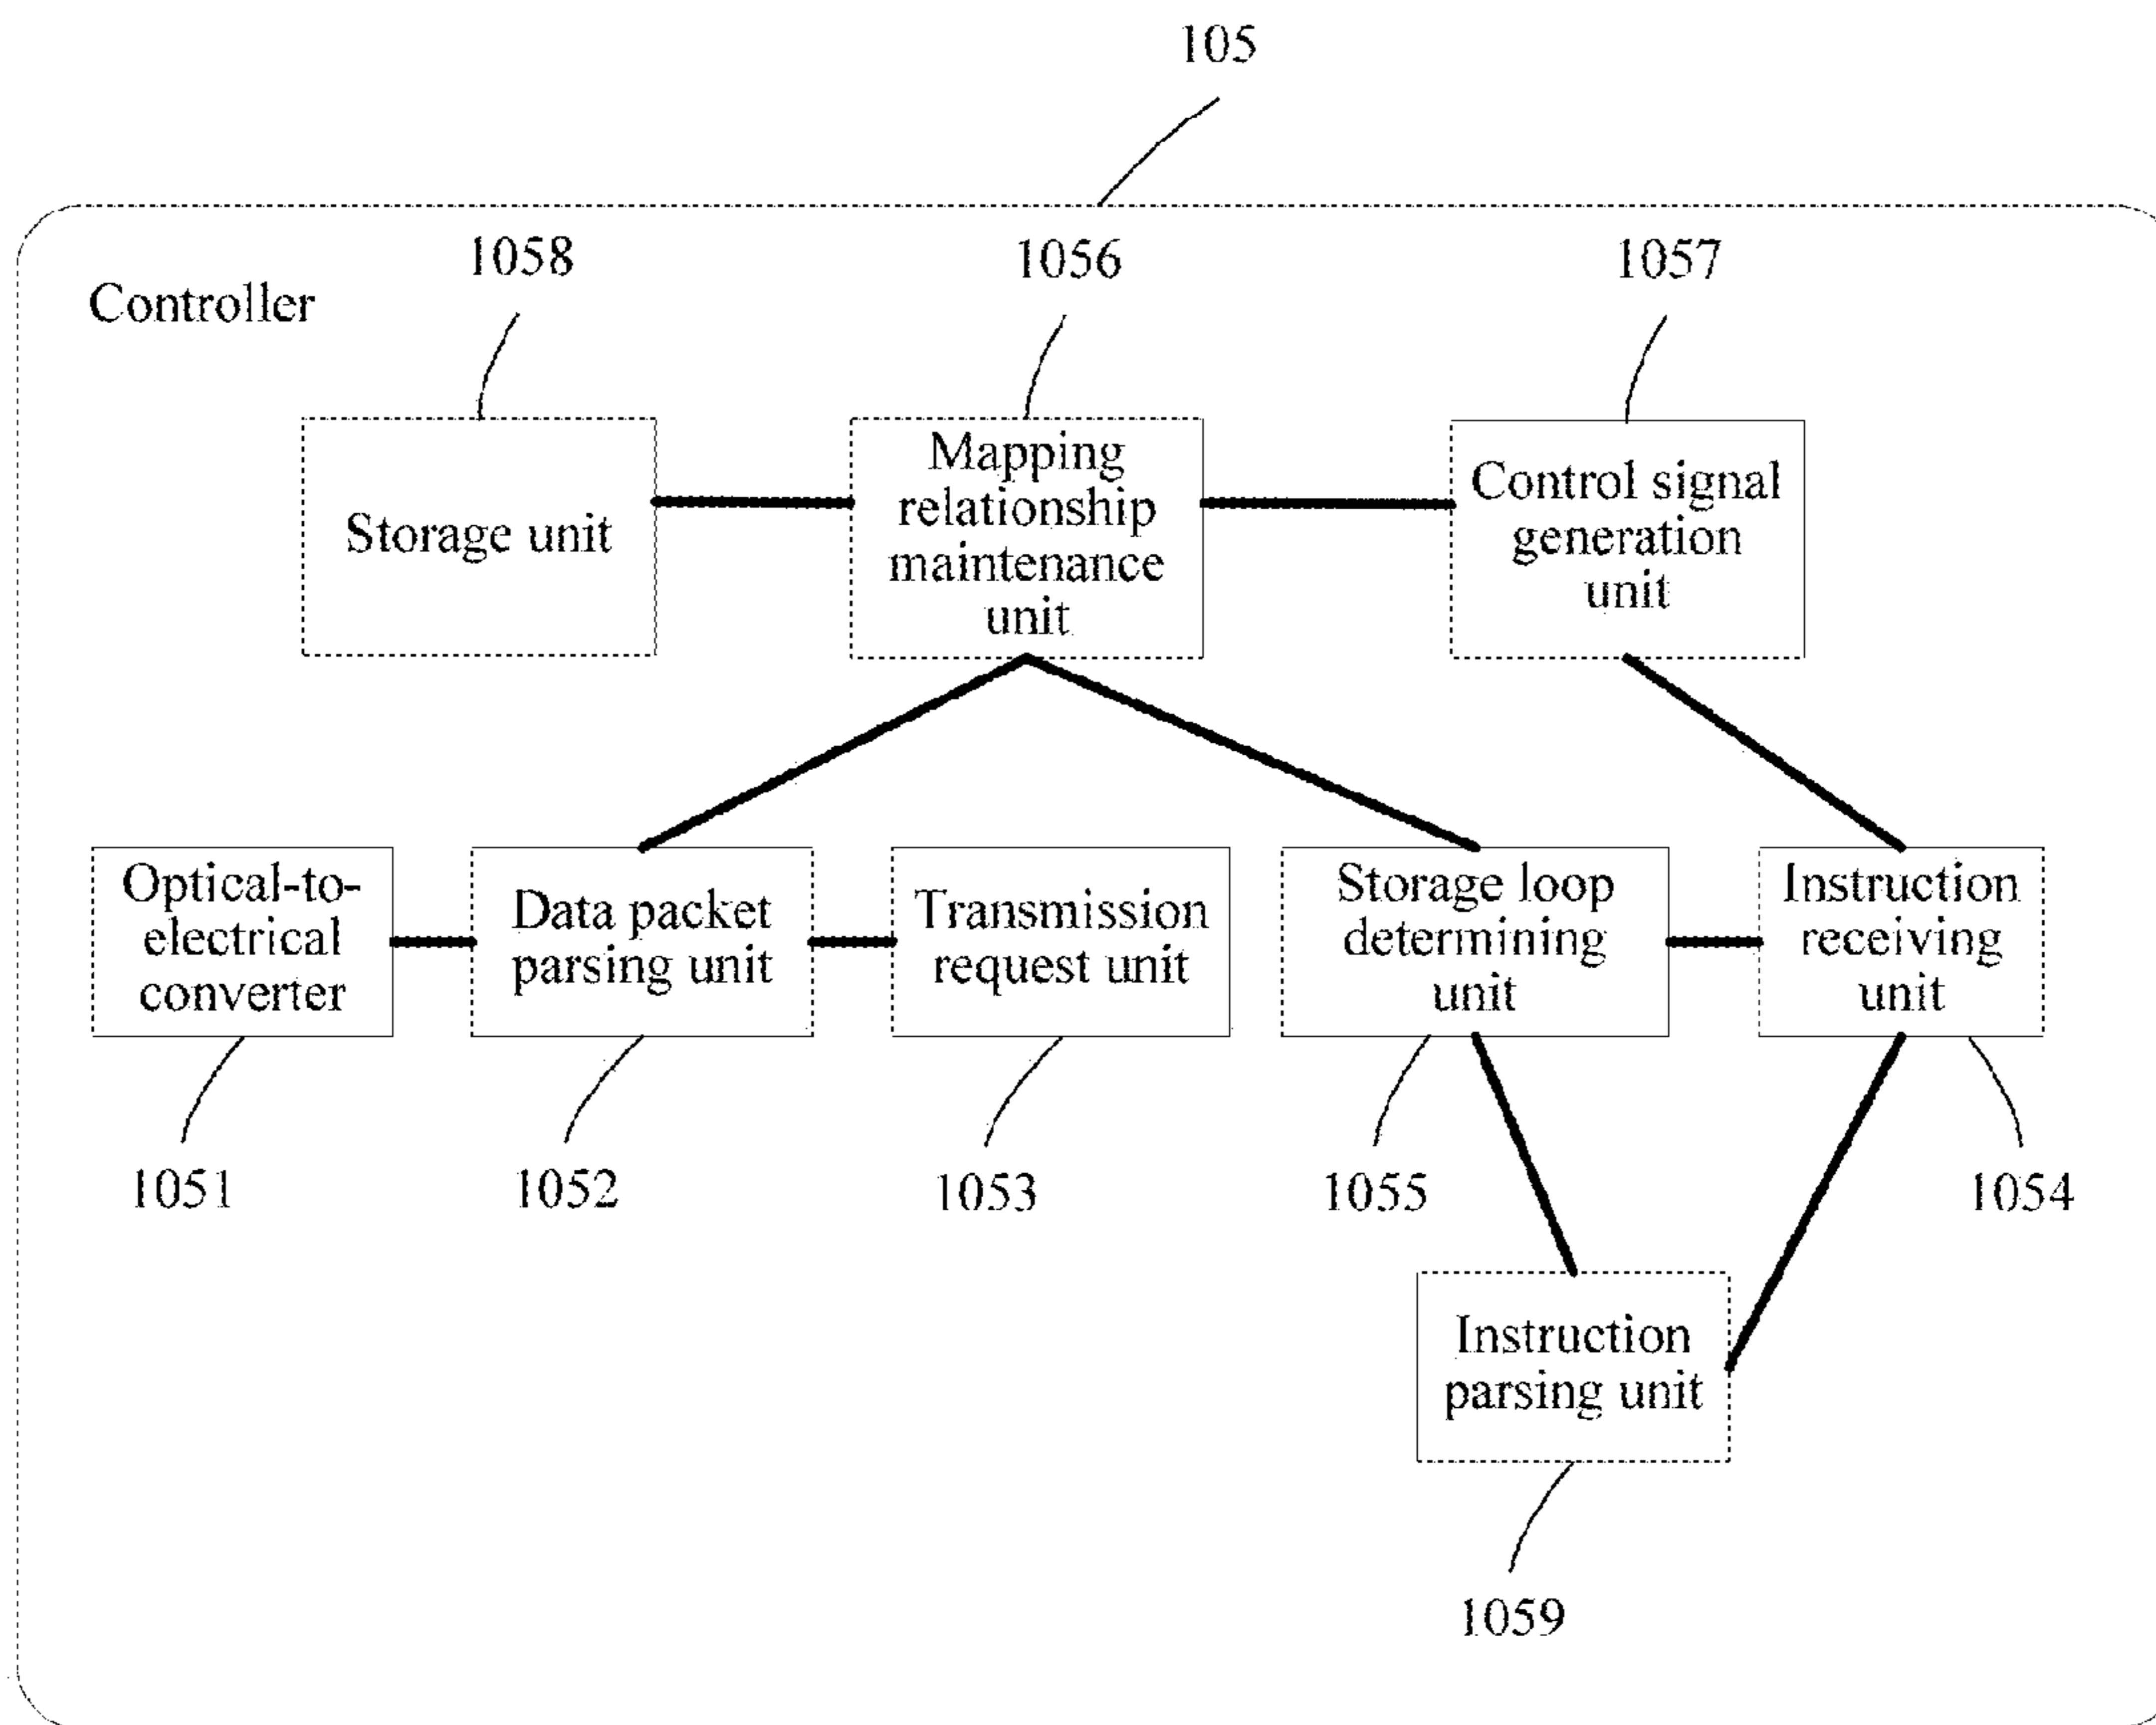 105
Controller
1058
1056
1057
Storage unit
Mapping
relationship
maintenance
unit
Control signal
generation
unit
Optical-to-
electrical
converter
Data packet
parsing unit
Transmission
request unit
Storage loop
determining
unit
Instruction
receiving
unit
1051
1052
1053
1055
1054
Instruction
parsing unit
1059